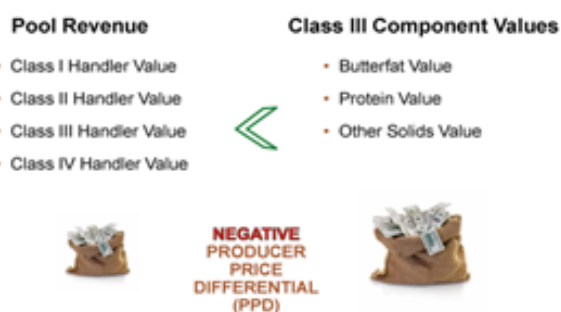 Pool Revenue
Class I Handler Value
Class II Handler Value
Class III Handler Value
Class IV Handler Value
Class III Component Values
• Butterfat Value
• Protein Value
• Other Solids Value
NEGATIVE
PRODUCER
PRICE
DIFFERENTIAL
(PPD)